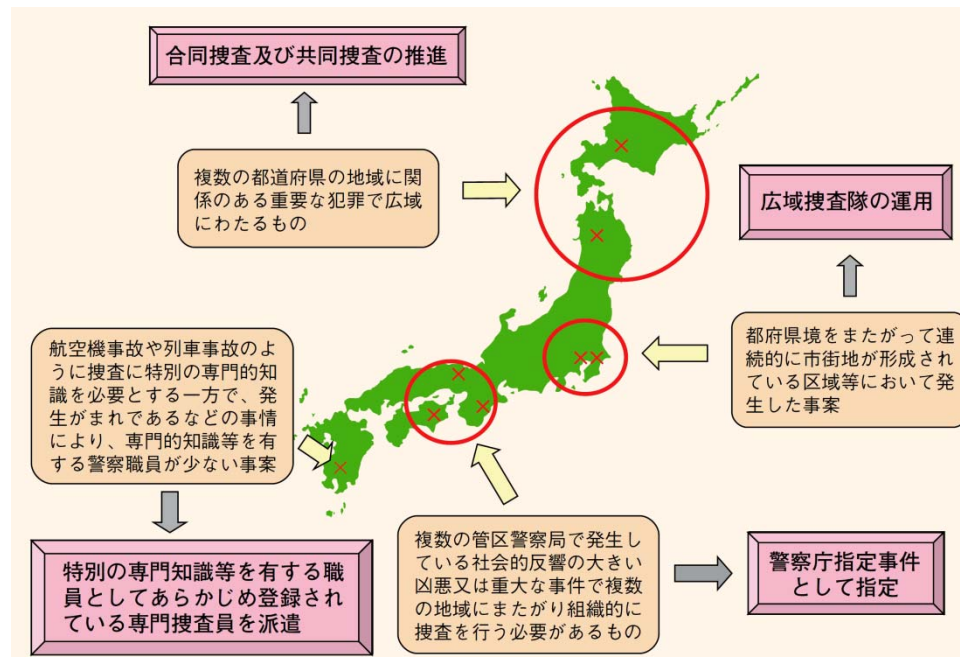 合同捜査及び共同捜査の推進
複数の都道府県の地域に関
係のある重要な犯罪で広域
にわたるもの
広域捜査隊の運用
都府県境をまたがって連
続的に市街地が形成され
ている区域等において発
生した事案
航空機事故や列車事故のよ
うに捜査に特別の専門的知
識を必要とする一方で、発
生がまれであるなどの事情
により、専門的知識等を有
する警察職員が少ない事案
特別の専門知識等を有する職
員としてあらかじめ登録され
ている専門捜査員を派遣
複数の管区警察局で発生し
ている社会的反響の大きい
凶悪又は重大な事件で複数
の地域にまたがり組織的に
捜査を行う必要があるもの
警察庁指定事件
として指定